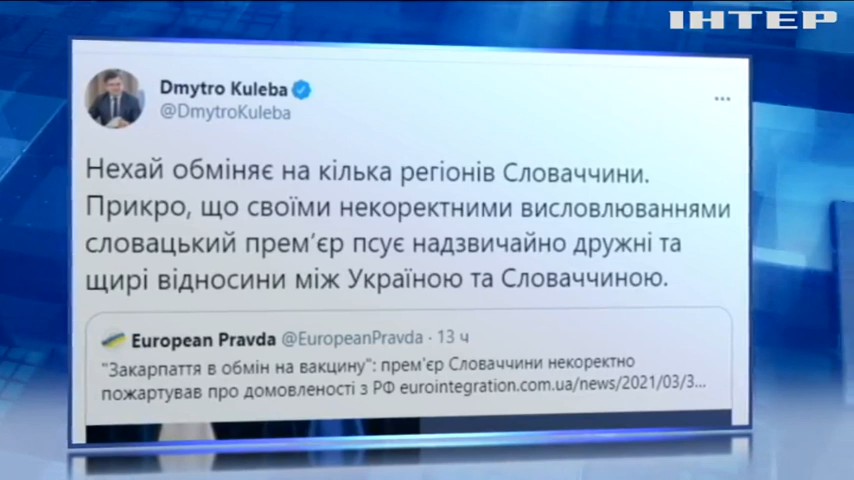 ІНТЕР
Dmytro Kuleba
@DmytroKuleba
Нехай обміняє на кілька регіонів Словаччини.
Прикро, що своїми некоректними висловлюваннями
словацький прем’єр псує надзвичайно дружні та
щирі відносини між Україною та Словаччиною.
European Pravda @EuropeanPravda · 13 ч
"Закарпаття в обмін на вакцину": прем'єр Словаччини некоректно
пожартував про домовленості з РФ eurointegration.com.ua/news/2021/03/3...